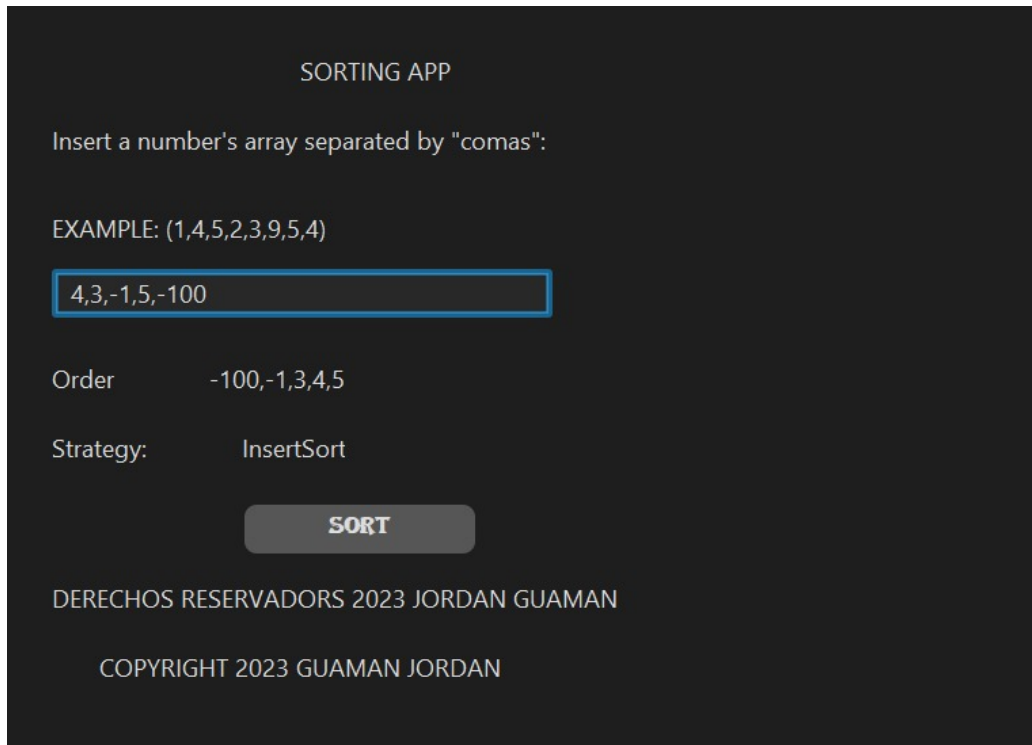 SORTING APP
Insert a number's array separated by "comas":
EXAMPLE: (1,4,5,2,3,9,5,4)
4,3,-1,5,-100
Order -100,-1,3,4,5
Strategy: InsertSort
SORT
DERECHOS RESERVADORS 2023 JORDAN GUAMAN
COPYRIGHT 2023 GUAMAN JORDAN